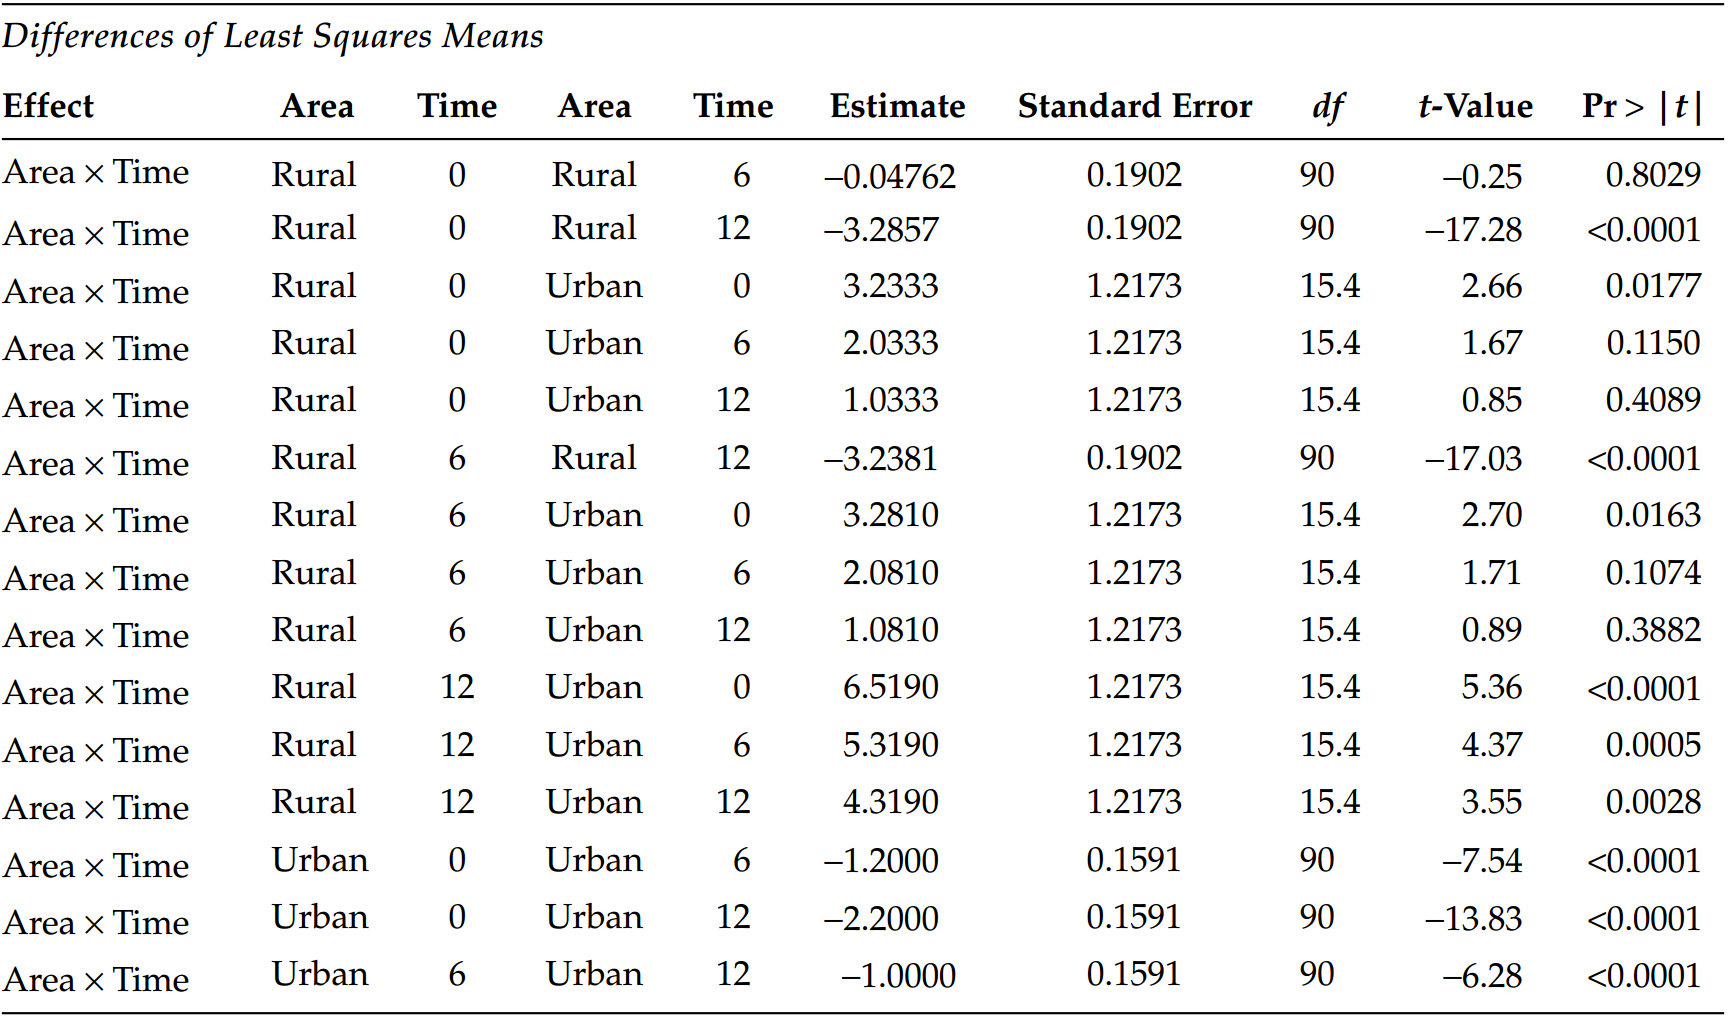 Differences of Least Squares Means
Effect Area Time Area Time Estimate Standard Error df t-Value Pr > |t|
Area × Time Rural 0 Rural 6 –0.04762 0.1902 90 –0.25 0.8029
Area × Time Rural 0 Rural 12 –3.2857 0.1902 90 –17.28 <0.0001
Area × Time Rural 0 Urban 0 3.2333 1.2173 15.4 2.66 0.0177
Area × Time Rural 0 Urban 6 2.0333 1.2173 15.4 1.67 0.1150
Area × Time Rural 0 Urban 12 1.0333 1.2173 15.4 0.85 0.4089
Area × Time Rural 6 Rural 12 –3.2381 0.1902 90 –17.03 <0.0001
Area × Time Rural 6 Urban 0 3.2810 1.2173 15.4 2.70 0.0163
Area × Time Rural 6 Urban 6 2.0810 1.2173 15.4 1.71 0.1074
Area × Time Rural 6 Urban 12 1.0810 1.2173 15.4 0.89 0.3882
Area × Time Rural 12 Urban 0 6.5190 1.2173 15.4 5.36 <0.0001
Area × Time Rural 12 Urban 6 5.3190 1.2173 15.4 4.37 0.0005
Area × Time Rural 12 Urban 12 4.3190 1.2173 15.4 3.55 0.0028
Area × Time Urban 0 Urban 6 –1.2000 0.1591 90 –7.54 <0.0001
Area × Time Urban 0 Urban 12 –2.2000 0.1591 90 –13.83 <0.0001
Area × Time Urban 6 Urban 12 –1.0000 0.1591 90 –6.28 <0.0001